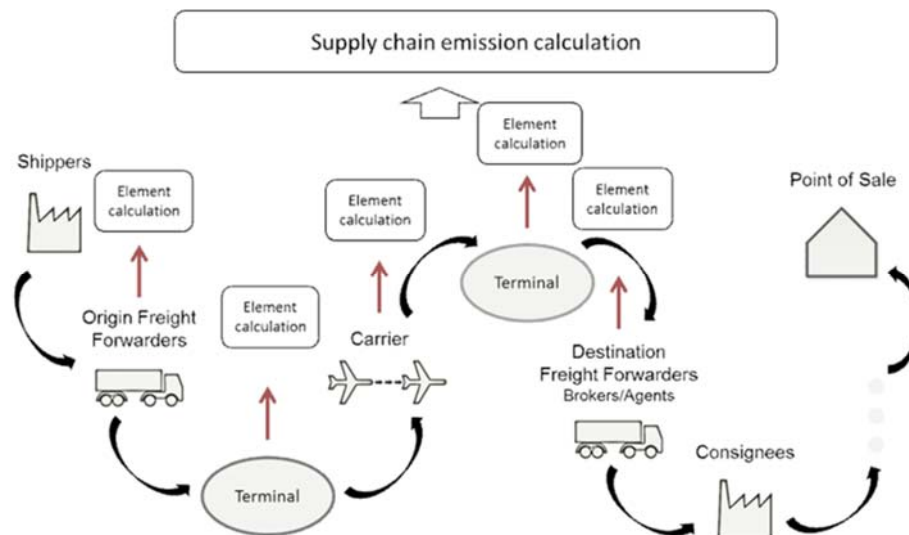 Supply chain emission calculation
Shippers
Element
calculation
Origin Freight
Forwarders
Element
calculation
Terminal
Element
calculation
Carrier
Element
calculation
Terminal
Element
calculation
Destination
Freight Forwarders
Brokers/Agents
Consignees
Point of Sale